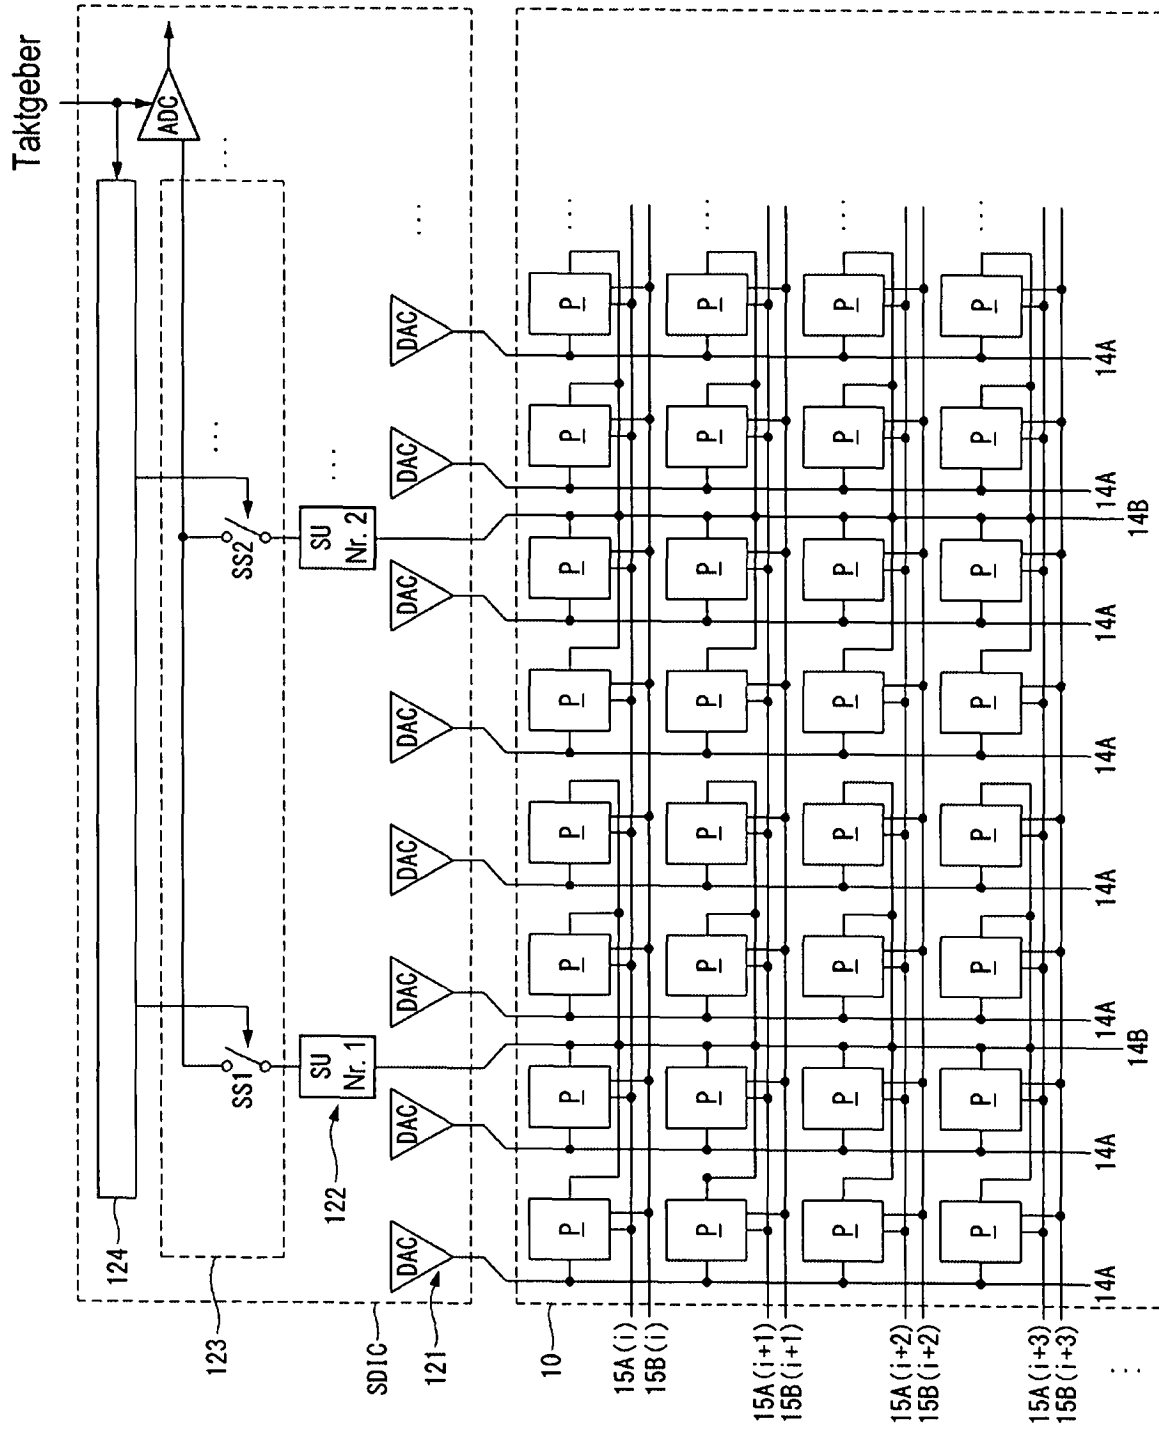 Taktgeber
124
ADC
123
SS1
SS2
...
...
SU
Nr. 1
SU
Nr. 2
...
122
SDIC
121
DAC
DAC
DAC
DAC
DAC
DAC
DAC
DAC
...
10
P
P
P
P
P
P
P
P
...
15A(i)
15B(i)
P
P
P
P
P
P
P
P
...
15A(i+1)
15B(i+1)
P
P
P
P
P
P
P
P
...
15A(i+2)
15B(i+2)
P
P
P
P
P
P
P
P
...
15A(i+3)
15B(i+3)
...
14A
14A
14B
14A
14A
14A
14A
14B
14A
14A